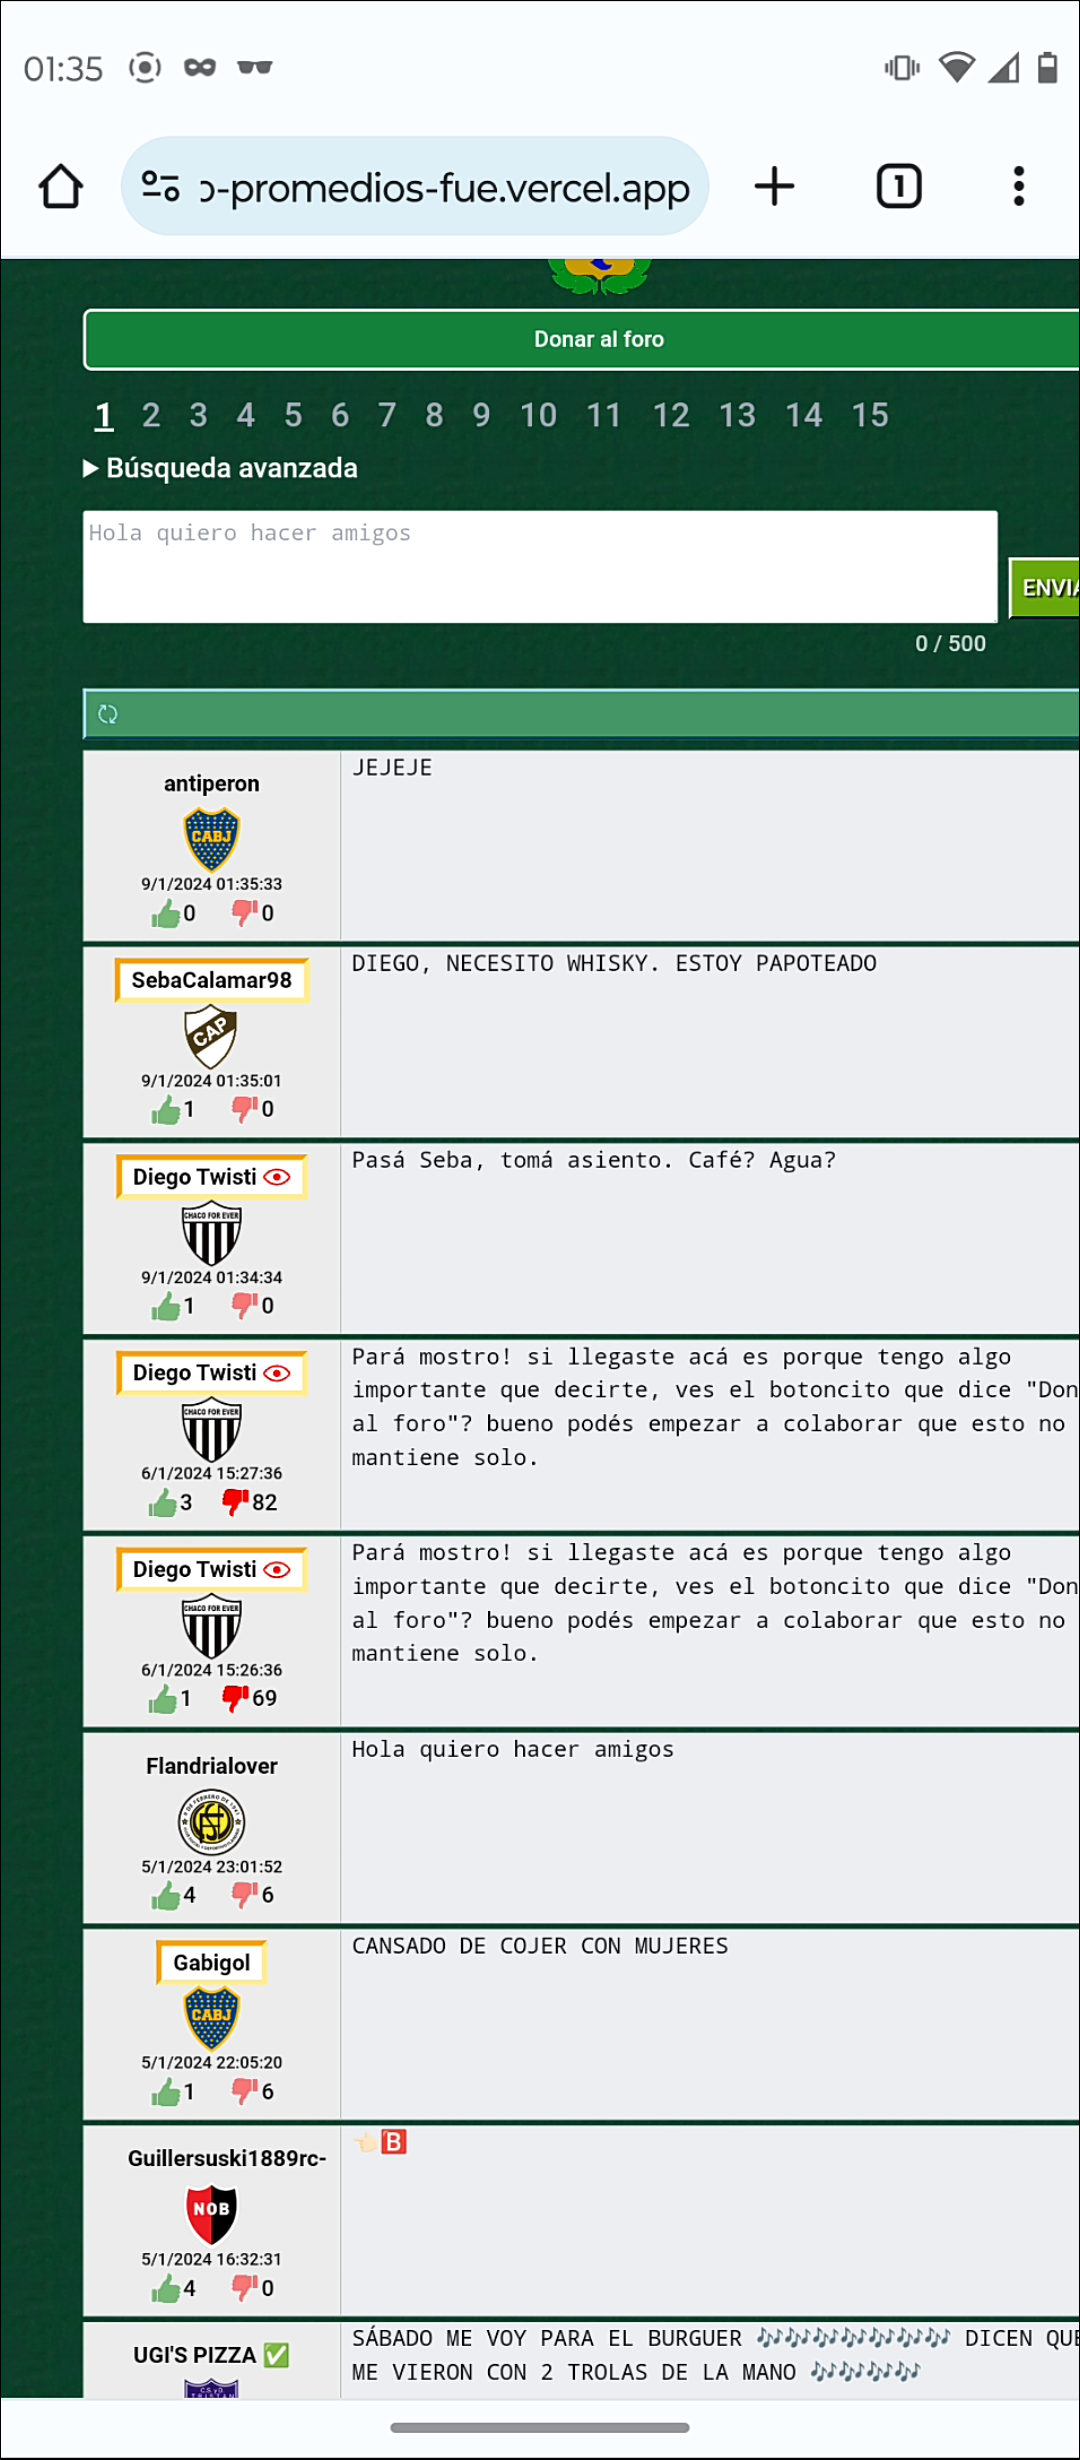 01:35
o-promedios-fue.vercel.app
1
Donar al foro
1 2 3 4 5 6 7 8 9 10 11 12 13 14 15
Búsqueda avanzada
Hola quiero hacer amigos
ENVIA
0 / 500
antiperon
JEJEJE
CABJ
9/1/2024 01:35:33
0 0
SebaCalamar98
DIEGO, NECESITO WHISKY. ESTOY PAPOTEADO
CAP
9/1/2024 01:35:01
1 0
Diego Twisti
Pasá Seba, tomá asiento. Café? Agua?
CHACO FOR EVER
9/1/2024 01:34:34
1 0
Diego Twisti
Pará mostro! si llegaste acá es porque tengo algo
importante que decirte, ves el botoncito que dice "Don
al foro"? bueno podés empezar a colaborar que esto no
mantiene solo.
CHACO FOR EVER
6/1/2024 15:27:36
3 82
Diego Twisti
Pará mostro! si llegaste acá es porque tengo algo
importante que decirte, ves el botoncito que dice "Don
al foro"? bueno podés empezar a colaborar que esto no
mantiene solo.
CHACO FOR EVER
6/1/2024 15:26:36
1 69
Flandrialover
Hola quiero hacer amigos
5/1/2024 23:01:52
4 6
Gabigol
CANSADO DE COJER CON MUJERES
CABJ
5/1/2024 22:05:20
1 6
Guillersuski1889rc-
👈🏻🅱️
NOB
5/1/2024 16:32:31
4 0
UGI'S PIZZA ✅
SÁBADO ME VOY PARA EL BURGUER 🎶🎶🎶🎶🎶🎶🎶 DICEN QUE
ME VIERON CON 2 TROLAS DE LA MANO 🎶🎶🎶🎶
C.S. y D.
TRISTAN